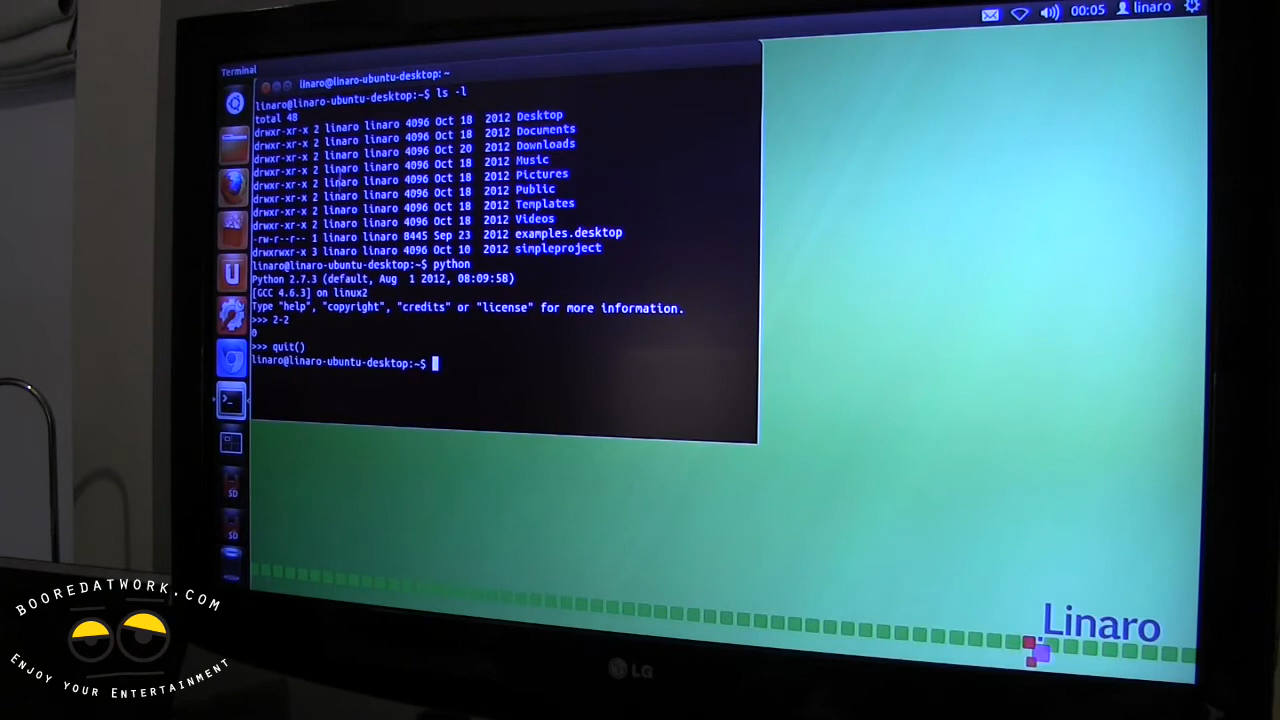 00:05 linaro
Terminal
linaro@linaro-ubuntu-desktop: ~
linaro@linaro-ubuntu-desktop:~$ ls -l
total 48
drwxr-xr-x 2 linaro linaro 4096 Oct 18 2012 Desktop
drwxr-xr-x 2 linaro linaro 4096 Oct 18 2012 Documents
drwxr-xr-x 2 linaro linaro 4096 Oct 20 2012 Downloads
drwxr-xr-x 2 linaro linaro 4096 Oct 18 2012 Music
drwxr-xr-x 2 linaro linaro 4096 Oct 18 2012 Pictures
drwxr-xr-x 2 linaro linaro 4096 Oct 18 2012 Public
drwxr-xr-x 2 linaro linaro 4096 Oct 18 2012 Templates
drwxr-xr-x 2 linaro linaro 4096 Oct 18 2012 Videos
-rw-r--r-- 1 linaro linaro 8445 Sep 23 2012 examples.desktop
drwxrwxr-x 3 linaro linaro 4096 Oct 10 2012 simpleproject
linaro@linaro-ubuntu-desktop:~$ python
Python 2.7.3 (default, Aug 1 2012, 08:09:58)
[GCC 4.6.3] on linux2
Type "help", "copyright", "credits" or "license" for more information.
>>> 2-2
0
>>> quit()
linaro@linaro-ubuntu-desktop:~$
U
>_
SD
SD
Linaro
LG
BOOREDATWORK.COM
ENJOY YOUR ENTERTAINMENT